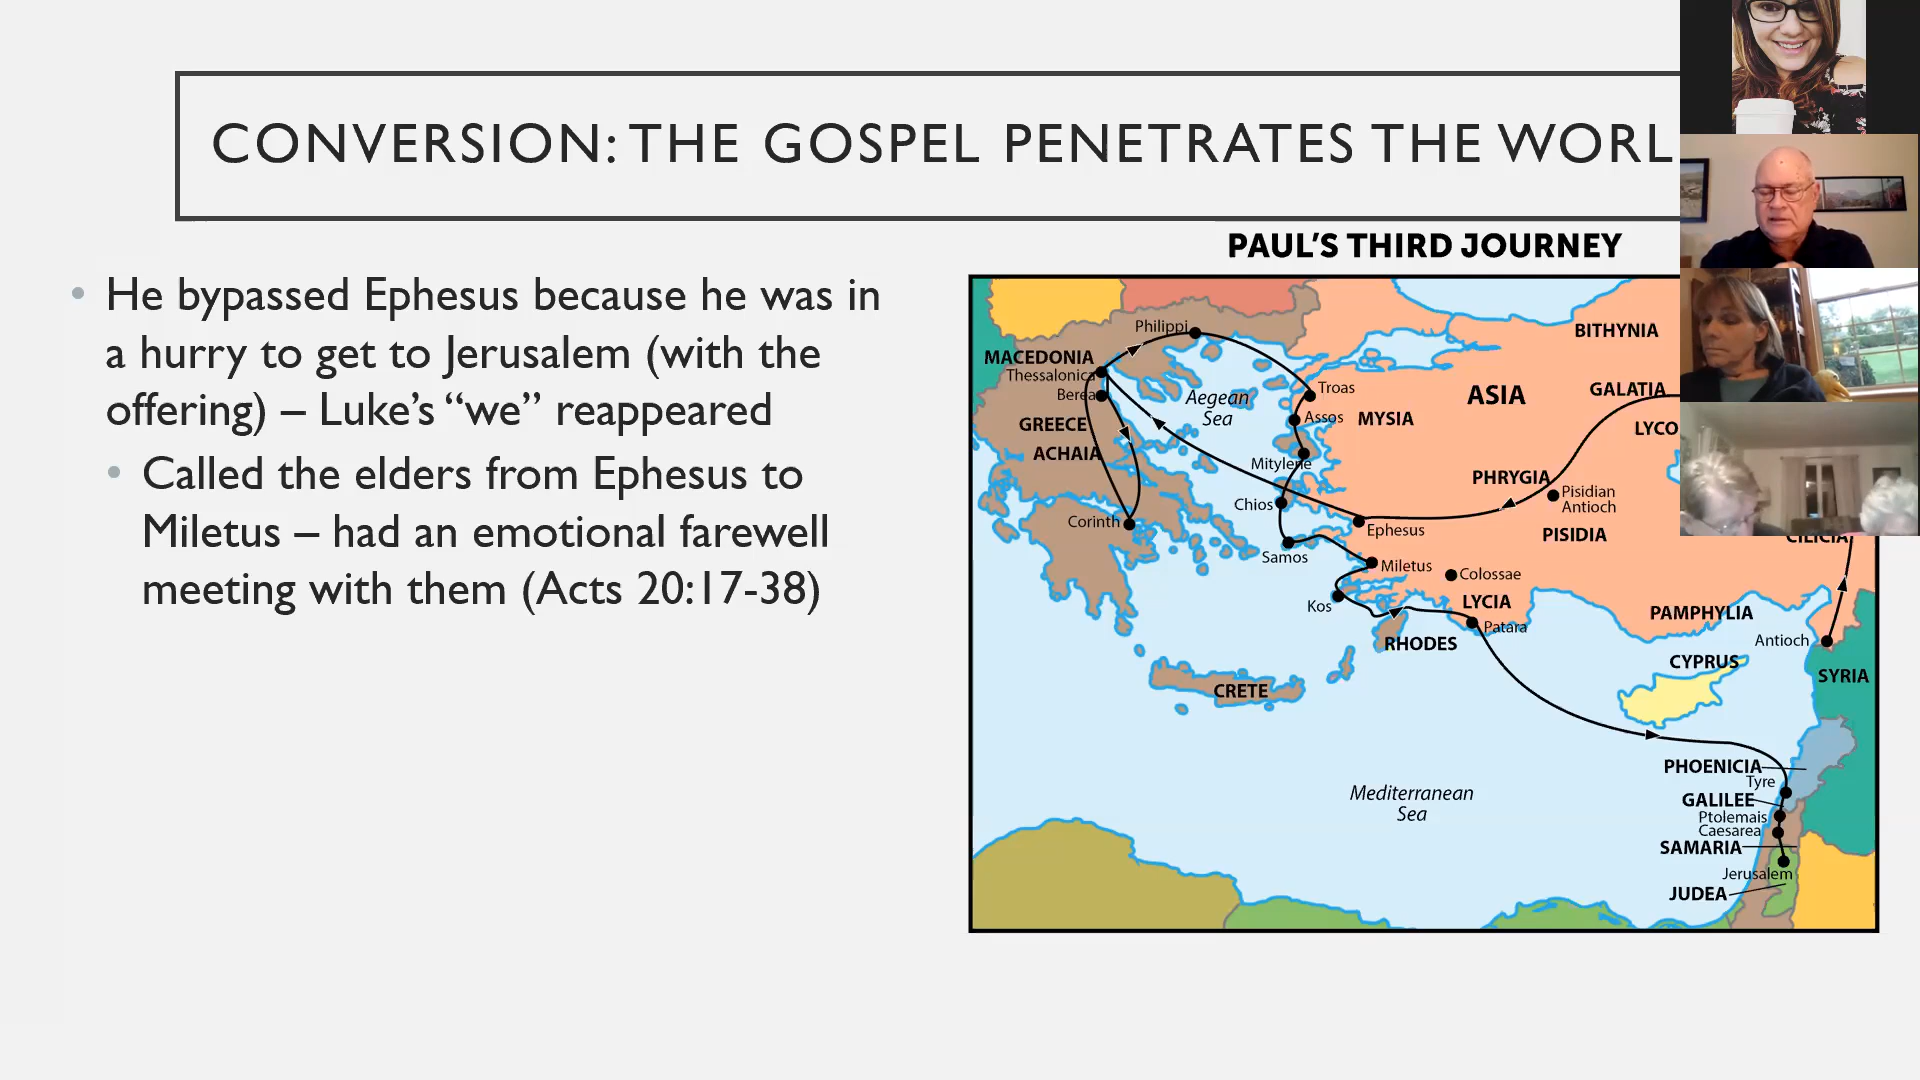 CONVERSION: THE GOSPEL PENETRATES THE WORL
PAUL'S THIRD JOURNEY
• He bypassed Ephesus because he was in
a hurry to get to Jerusalem (with the
offering) – Luke's “we” reappeared
• Called the elders from Ephesus to
Miletus – had an emotional farewell
meeting with them (Acts 20:17-38)
Philippi
BITHYNIA
MACEDONIA
Thessalonica
Berea
Troas
ASIA
GALATIA
Aegean
Sea
Assos
MYSIA
GREECE
LYCO
ACHAIA
Mitylene
PHRYGIA
Pisidian
Antioch
Chios
Corinth
Ephesus
PISIDIA
CILICIA
Samos
Miletus
Colossae
Kos
LYCIA
PAMPHYLIA
Patara
RHODES
Antioch
CYPRUS
SYRIA
CRETE
PHOENICIA
Tyre
Mediterranean
Sea
GALILEE
Ptolemais
Caesarea
SAMARIA
Jerusalem
JUDEA